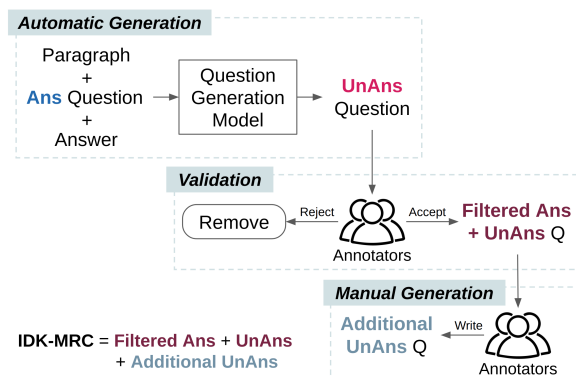 Automatic Generation
Paragraph
+
Ans Question
+
Answer
Question
Generation
Model
UnAns
Question
Validation
Remove
Reject
Annotators
Accept
Filtered Ans
+ UnAns Q
Manual Generation
Additional
UnAns Q
Write
Annotators
IDK-MRC = Filtered Ans + UnAns
+ Additional UnAns